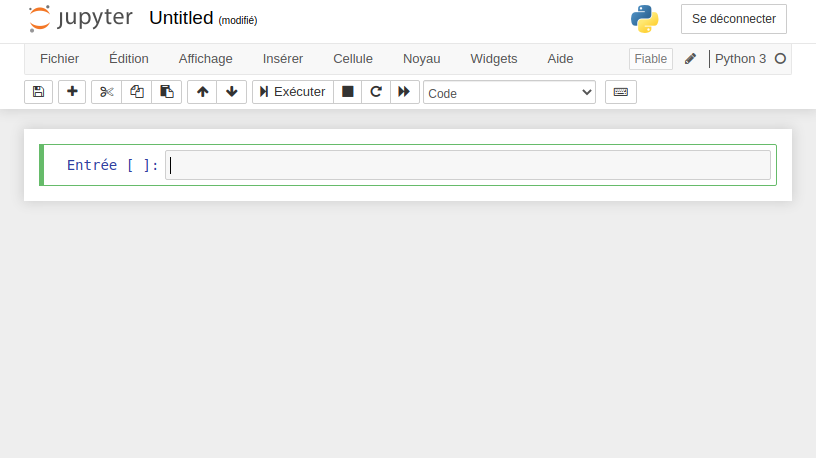 jupyter Untitled (modifié) Se déconnecter
Fichier Édition Affichage Insérer Cellule Noyau Widgets Aide Fiable Python 3
Exécuter Code
Entrée [ ]: